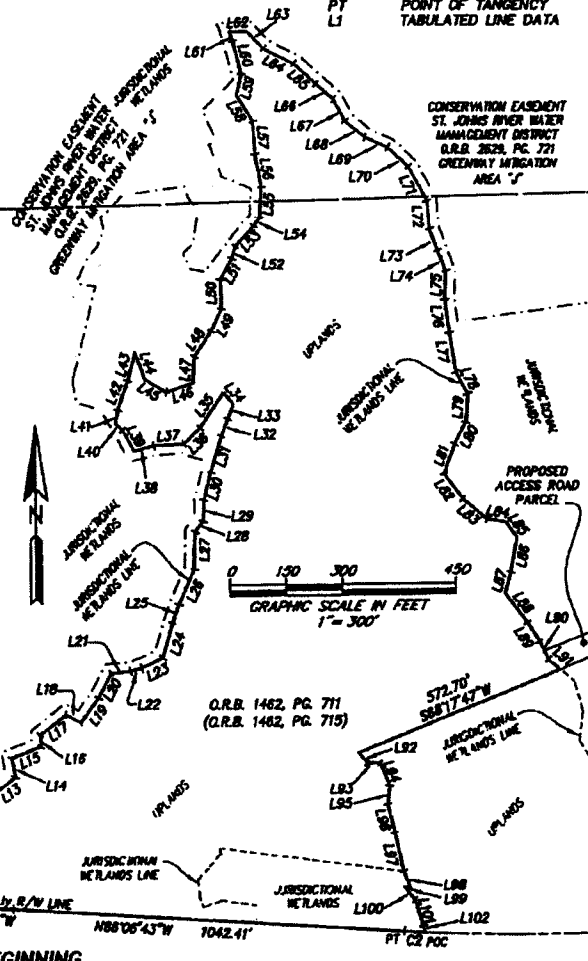 PT POINT OF TANGENCY
L1 TABULATED LINE DATA
L62
L63
L61
L60
L64
L65
L59
L58
L66
L67
L68
L69
L70
L57
L56
L55
L54
L53
L52
L51
L50
L49
L48
L47
L46
L45
L44
L43
L42
L41
L40
L38
L37
L36
L35
L34
L33
L32
L31
L30
L29
L28
L27
L26
L25
L24
L23
L22
L21
L20
L19
L18
L17
L16
L15
L14
L13
CONSERVATION EASEMENT
ST. JOHNS RIVER WATER
MANAGEMENT DISTRICT
O.R.B. 2629, PG. 721
GREENWAY MITIGATION AREA "J"
JURISDICTIONAL
WETLANDS
CONSERVATION EASEMENT
ST. JOHNS RIVER WATER
MANAGEMENT DISTRICT
O.R.B. 2629, PG. 721
GREENWAY MITIGATION
AREA "J"
L71
L72
L73
L74
L75
L76
L77
L78
L79
L80
L81
L82
L83
L84
L85
L86
L87
L88
L89
L90
L91
UPLANDS
JURISDICTIONAL
WETLANDS LINE
JURISDICTIONAL
WETLANDS
PROPOSED
ACCESS ROAD
PARCEL
N
JURISDICTIONAL
WETLANDS
JURISDICTIONAL
WETLANDS LINE
0 150 300 450
GRAPHIC SCALE IN FEET
1"= 300'
O.R.B. 1462, PG. 711
(O.R.B. 1462, PG. 715)
572.70'
S68°17'47"W
JURISDICTIONAL
WETLANDS LINE
L92
L93
L94
L95
L96
L97
L98
L99
L100
L101
L102
UPLANDS
UPLANDS
JURISDICTIONAL
WETLANDS LINE
JURISDICTIONAL
WETLANDS
ly R/W LINE
"W
N86°06'43"W 1042.41'
PT C2 POC
GINNING